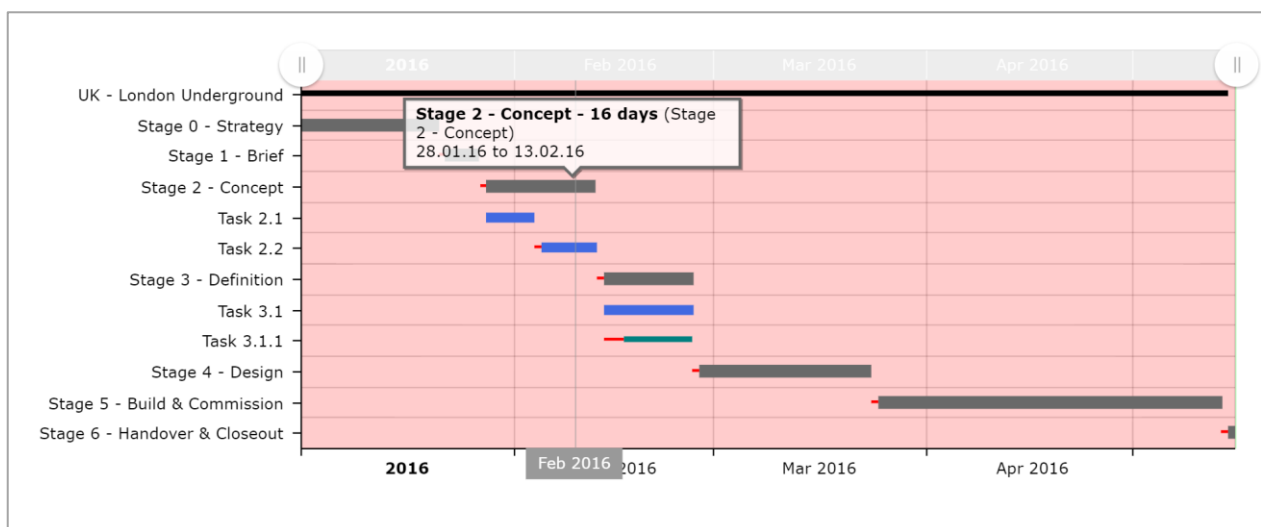 2016 Feb 2016 Mar 2016 Apr 2016
UK - London Underground
Stage 2 - Concept - 16 days (Stage
2 - Concept)
28.01.16 to 13.02.16
Stage 0 - Strategy
Stage 1 - Brief
Stage 2 - Concept
Task 2.1
Task 2.2
Stage 3 - Definition
Task 3.1
Task 3.1.1
Stage 4 - Design
Stage 5 - Build & Commission
Stage 6 - Handover & Closeout
2016 Feb 2016 2016 Mar 2016 Apr 2016